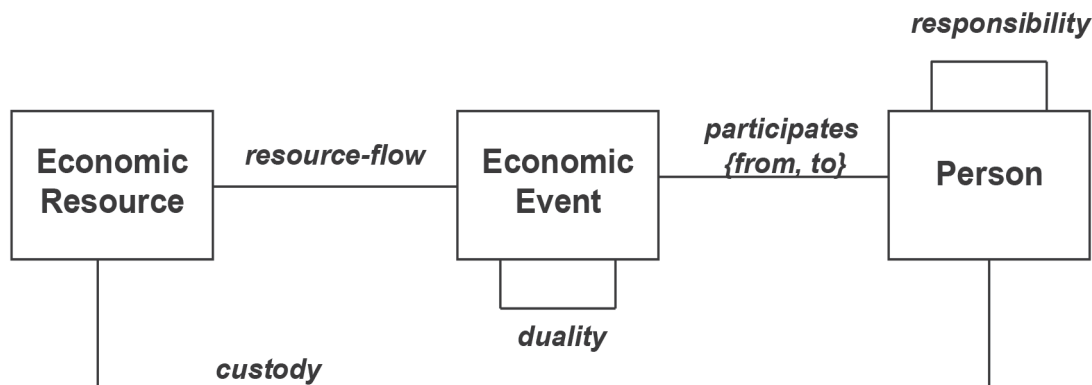 responsibility
Economic
Resource
resource-flow
Economic
Event
participates
{from, to}
Person
duality
custody